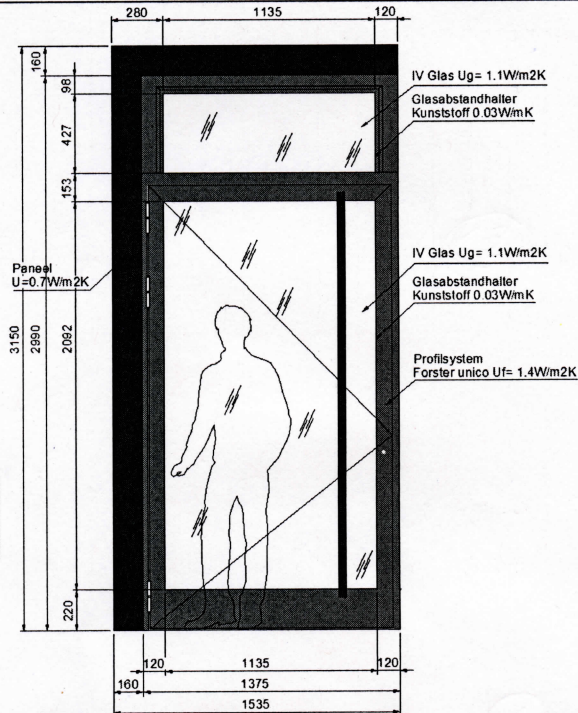 280 1135 120
160
98
427
153
2092
220
2990
3150
IV Glas Ug= 1.1W/m2K
Glasabstandhalter
Kunststoff 0.03W/mK
IV Glas Ug= 1.1W/m2K
Glasabstandhalter
Kunststoff 0.03W/mK
Paneel
U=0.7W/m2K
Profilsystem
Forster unico Uf= 1.4W/m2K
120 1135 120
160 1375
1535